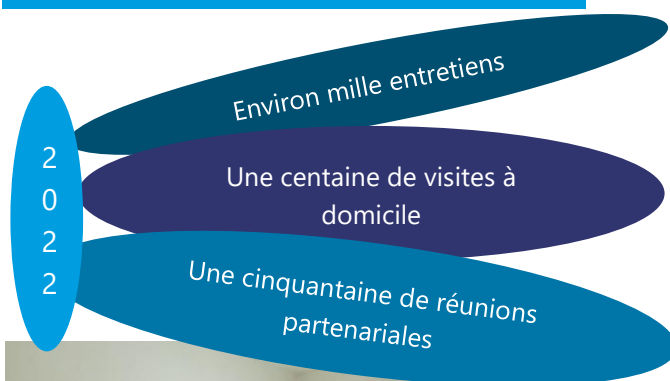 Environ mille entretiens
2
0
2
2
Une centaine de visites à
domicile
Une cinquantaine de réunions
partenariales